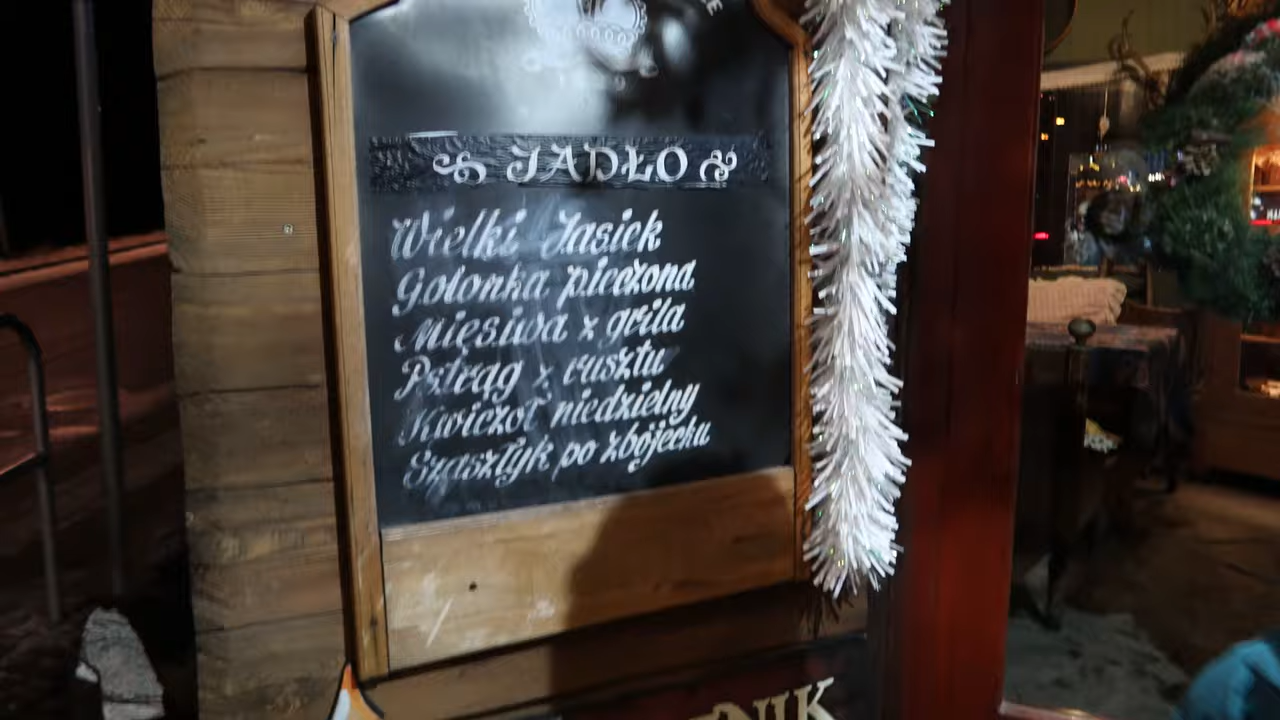 JADŁO
Wielki Jasiek
Golonka pieczona
Mięsiwa z grila
Pstrąg z rusztu
Kwiczoł niedzielny
Szaszłyk po zbójecku